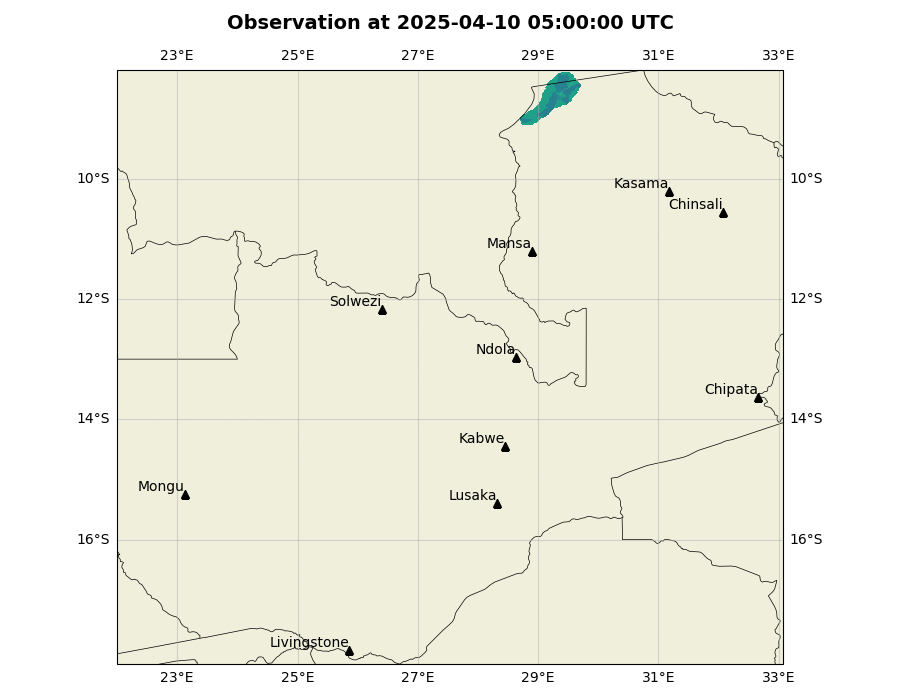 Observation at 2025-04-10 05:00:00 UTC
23°E 25°E 27°E 29°E 31°E 33°E
10°S 10°S
Kasama
Chinsali
Mansa
12°S 12°S
Solwezi
Ndola
Chipata
14°S 14°S
Kabwe
Mongu
Lusaka
16°S 16°S
Livingstone
23°E 25°E 27°E 29°E 31°E 33°E